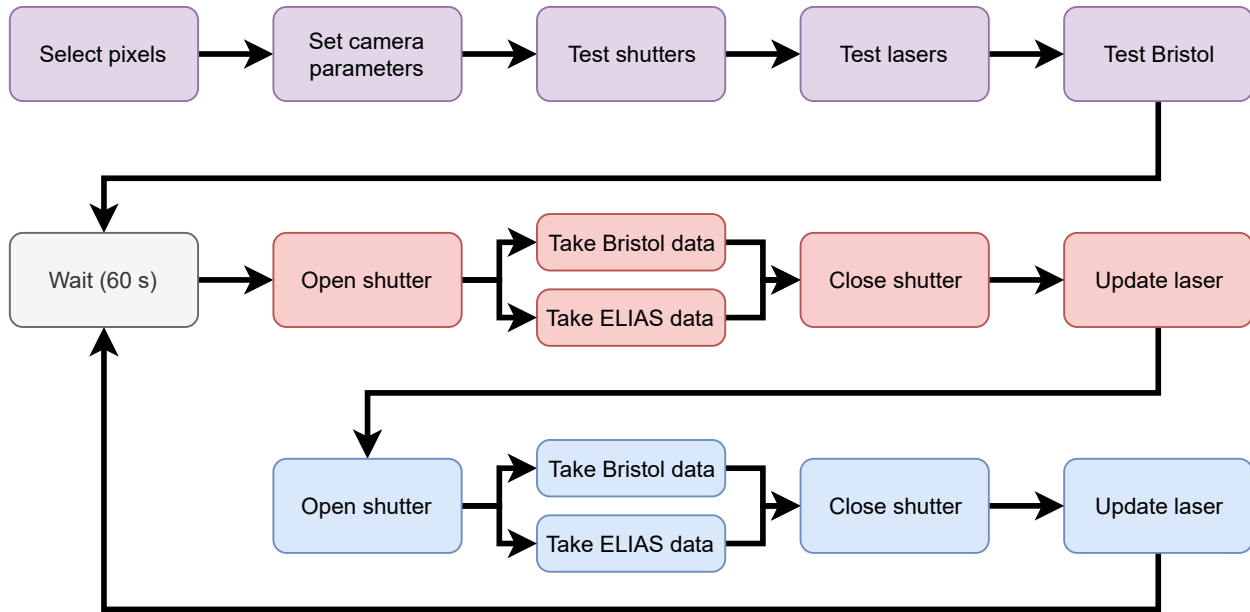 Select pixels
Set camera
parameters
Test shutters
Test lasers
Test Bristol
Wait (60 s)
Open shutter
Take Bristol data
Take ELIAS data
Close shutter
Update laser
Open shutter
Take Bristol data
Take ELIAS data
Close shutter
Update laser